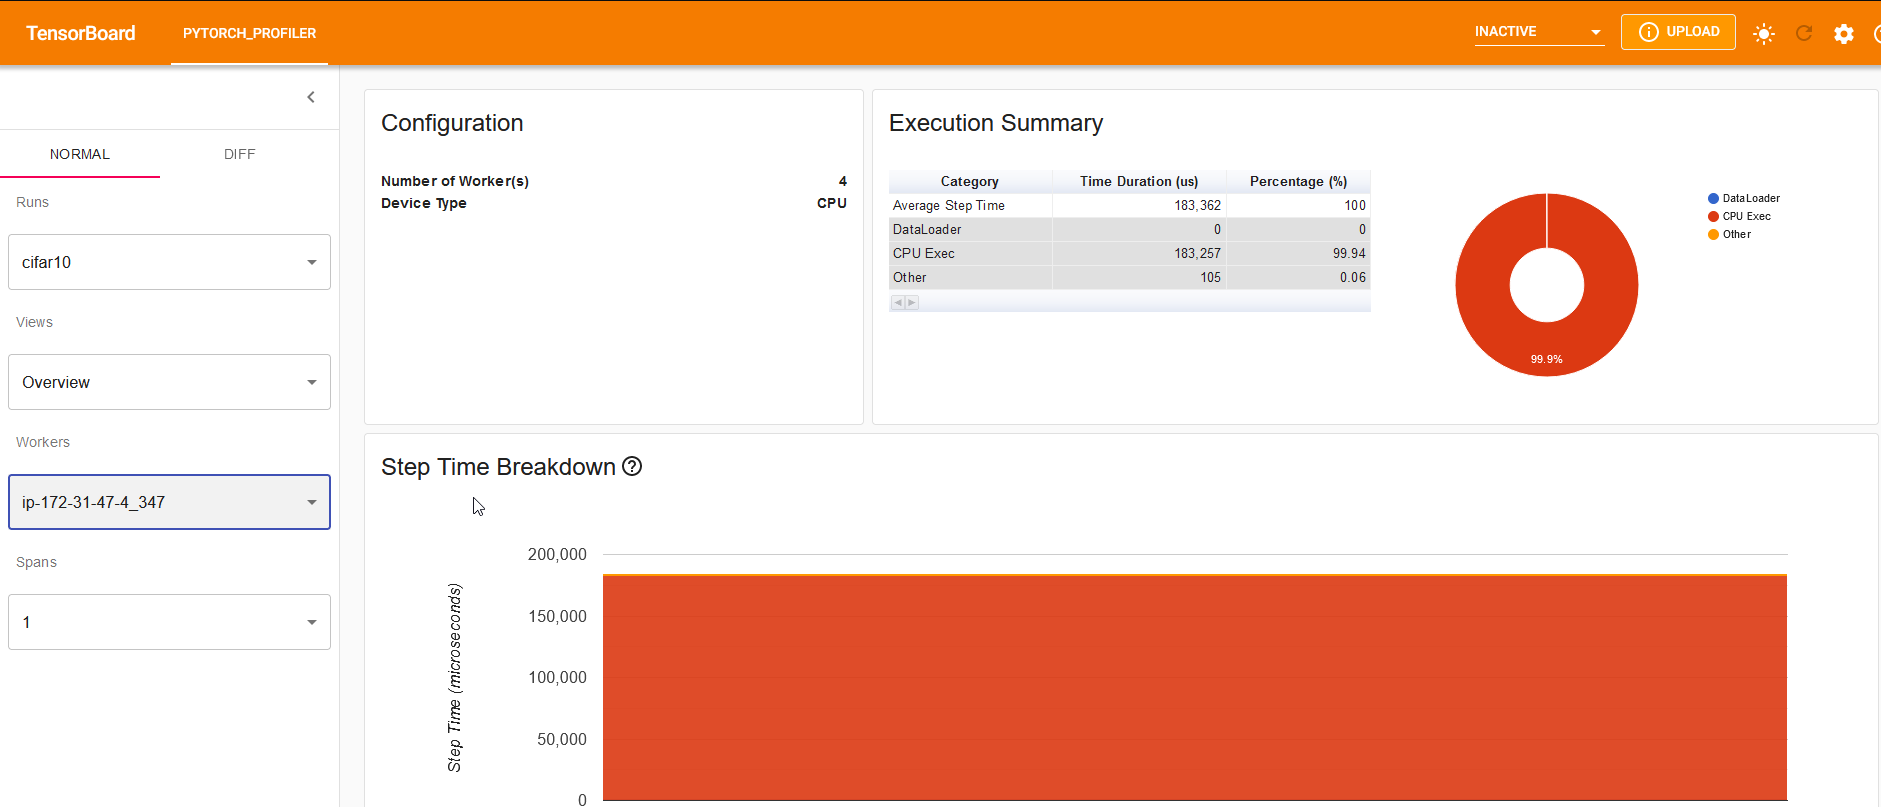 TensorBoard
PYTORCH_PROFILER
INACTIVE
UPLOAD
NORMAL
DIFF
Runs
cifar10
Views
Overview
Workers
ip-172-31-47-4_347
Spans
1
Configuration
Number of Worker(s) 4
Device Type CPU
Execution Summary
Category Time Duration (us) Percentage (%)
Average Step Time 183,362 100
DataLoader 0 0
CPU Exec 183,257 99.94
Other 105 0.06
99.9%
DataLoader
CPU Exec
Other
Step Time Breakdown
Step Time (microseconds)
200,000
150,000
100,000
50,000
0